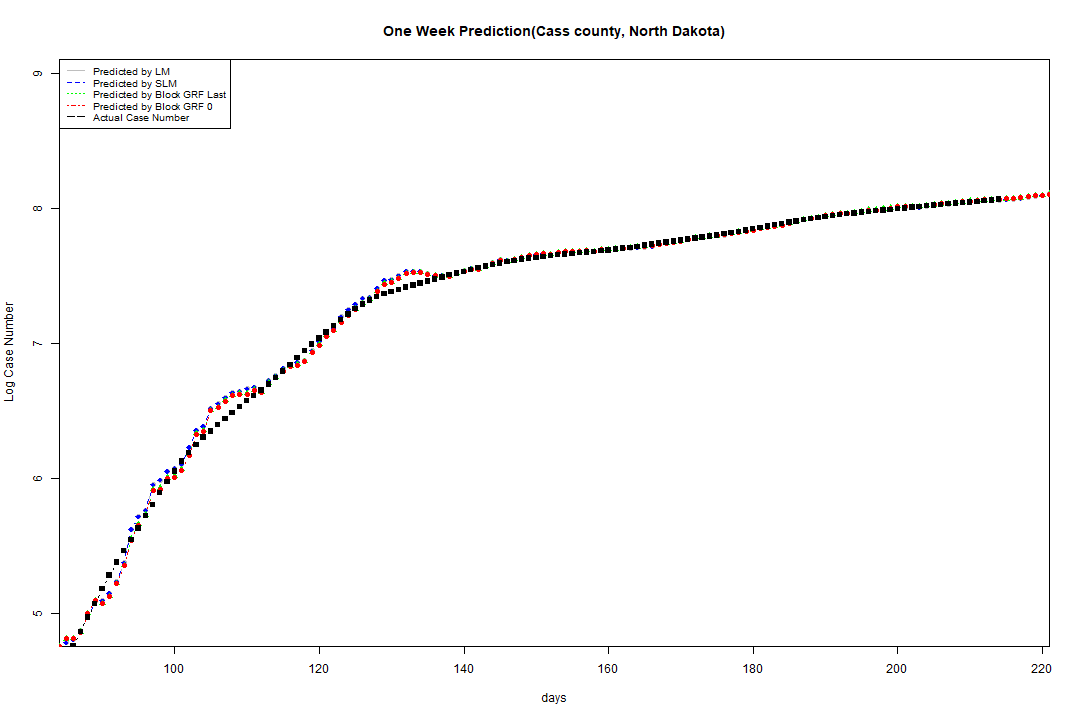 One Week Prediction(Cass county, North Dakota)
Predicted by LM
Predicted by SLM
Predicted by Block GRF Last
Predicted by Block GRF 0
Actual Case Number
9
8
7
6
5
Log Case Number
100 120 140 160 180 200 220
days